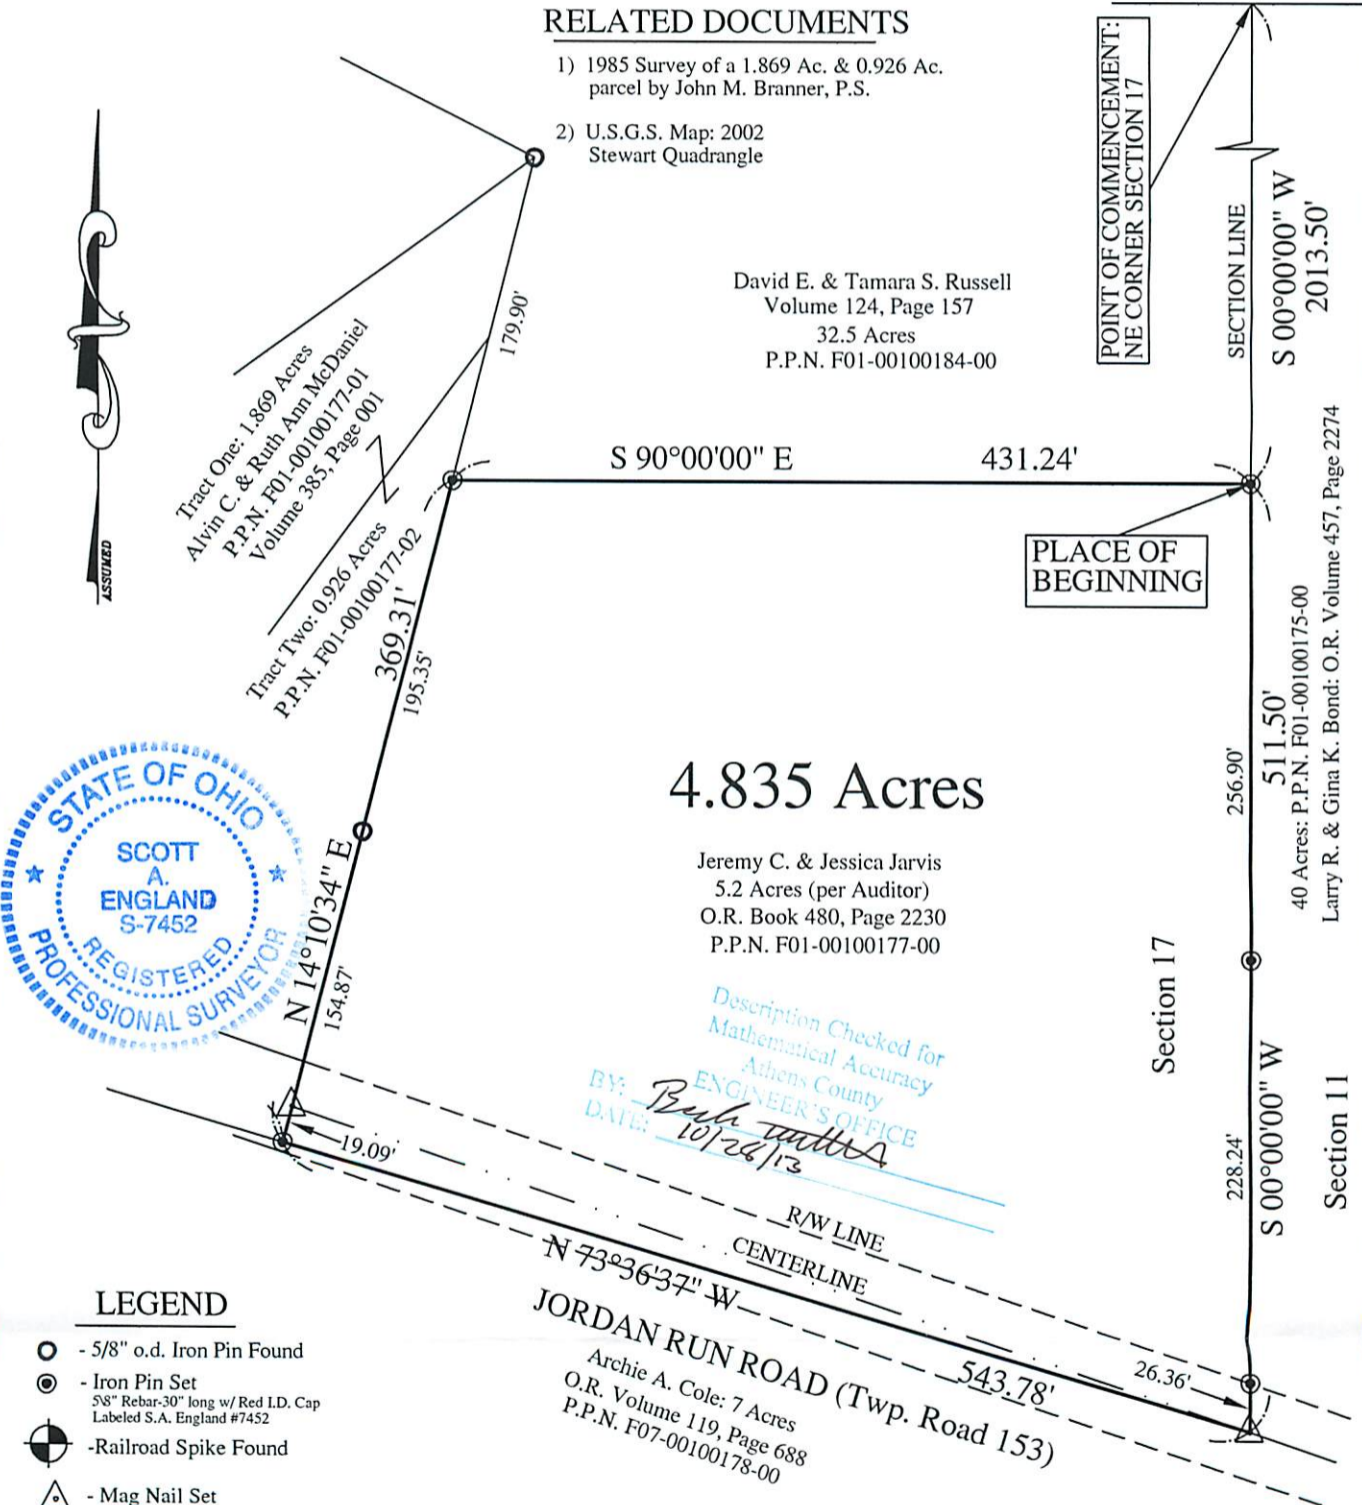 RELATED DOCUMENTS
1) 1985 Survey of a 1.869 Ac. & 0.926 Ac.
parcel by John M. Branner, P.S.
2) U.S.G.S. Map: 2002
Stewart Quadrangle
POINT OF COMMENCEMENT:
NE CORNER SECTION 17
SECTION LINE
S 00°00'00" W
2013.50'
David E. & Tamara S. Russell
Volume 124, Page 157
32.5 Acres
P.P.N. F01-00100184-00
179.90'
ASSUMED
Tract One: 1.869 Acres
Alvin C. & Ruth Ann McDaniel
P.P.N. F01-00100177-01
Volume 385, Page 001
Tract Two: 0.926 Acres
P.P.N. F01-00100177-02
S 90°00'00" E 431.24'
PLACE OF
BEGINNING
369.31'
195.35'
N 14°10'34" E
154.87'
4.835 Acres
Jeremy C. & Jessica Jarvis
5.2 Acres (per Auditor)
O.R. Book 480, Page 2230
P.P.N. F01-00100177-00
256.90'
511.50'
40 Acres: P.P.N. F01-00100175-00
Larry R. & Gina K. Bond: O.R. Volume 457, Page 2274
Section 17
228.24'
S 00°00'00" W
Section 11
STATE OF OHIO
SCOTT
A.
ENGLAND
S-7452
REGISTERED
PROFESSIONAL SURVEYOR
Description Checked for
Mathematical Accuracy
Athens County
ENGINEER'S OFFICE
BY:
DATE: 10/28/13
19.09'
R/W LINE
CENTERLINE
N 73°36'37" W
543.78'
26.36'
JORDAN RUN ROAD (Twp. Road 153)
Archie A. Cole: 7 Acres
O.R. Volume 119, Page 688
P.P.N. F07-00100178-00
LEGEND
- 5/8" o.d. Iron Pin Found
- Iron Pin Set
5\8" Rebar-30" long w/ Red I.D. Cap
Labeled S.A. England #7452
-Railroad Spike Found
- Mag Nail Set